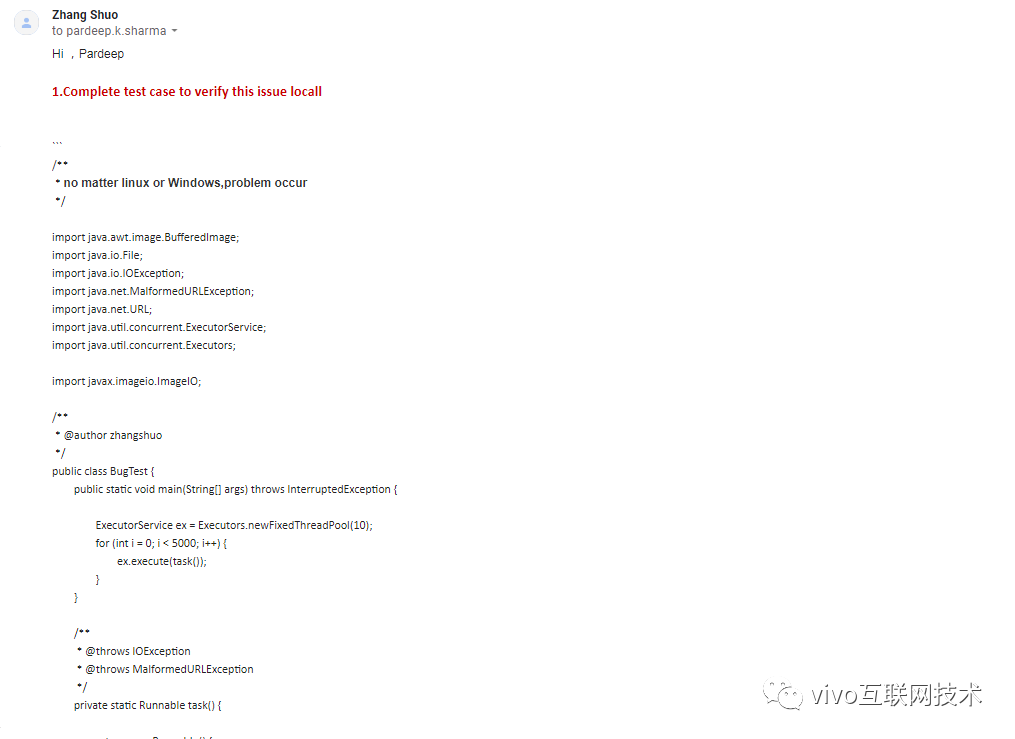 Zhang Shuo
to pardeep.k.sharma
Hi ，Pardeep
1.Complete test case to verify this issue locall
```
/**
* no matter linux or Windows,problem occur
*/
import java.awt.image.BufferedImage;
import java.io.File;
import java.io.IOException;
import java.net.MalformedURLException;
import java.net.URL;
import java.util.concurrent.ExecutorService;
import java.util.concurrent.Executors;
import javax.imageio.ImageIO;
/**
* @author zhangshuo
*/
public class BugTest {
public static void main(String[] args) throws InterruptedException {
ExecutorService ex = Executors.newFixedThreadPool(10);
for (int i = 0; i < 5000; i++) {
ex.execute(task());
}
}
/**
* @throws IOException
* @throws MalformedURLException
*/
private static Runnable task() {
vivo互联网技术